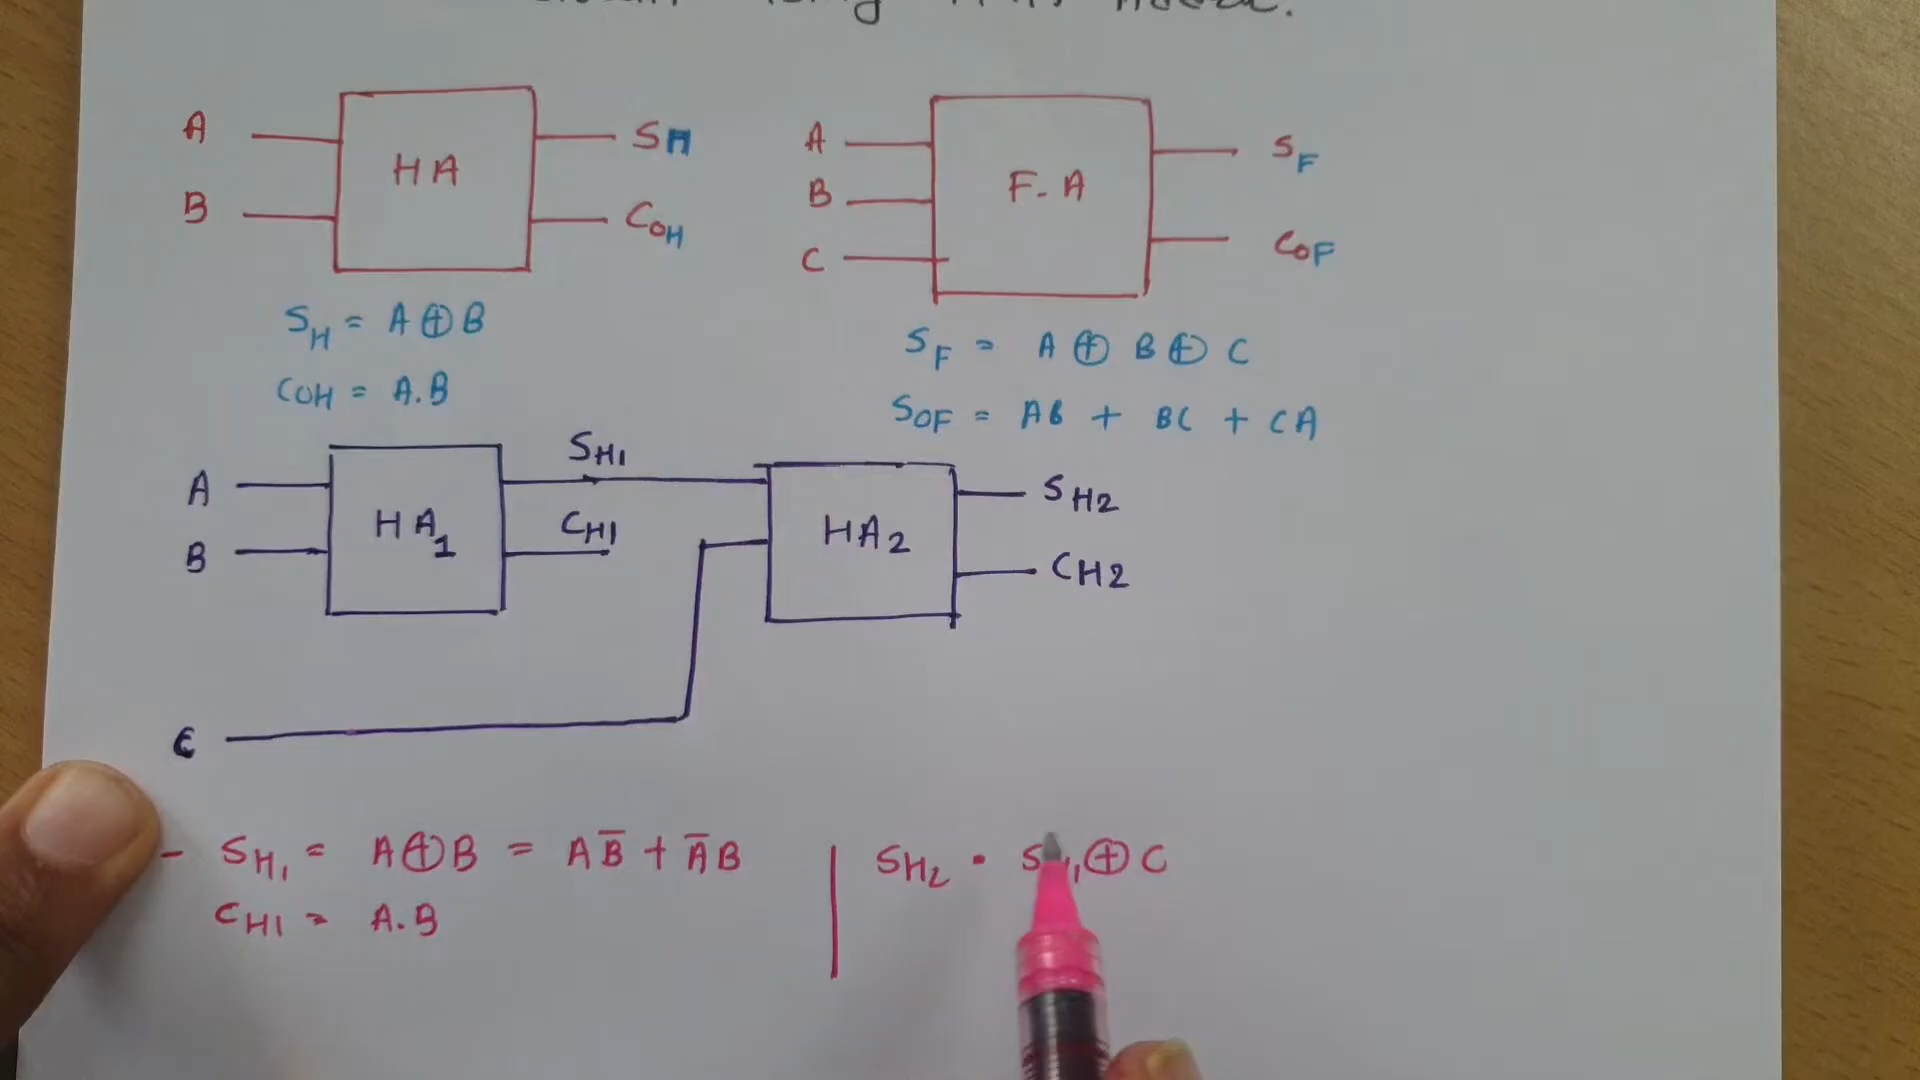 A HA SH
B COH
A F-A SF
B COF
C
SH = A ⊕ B
COH = A.B
SF = A ⊕ B ⊕ C
SOF = AB + BC + CA
A HA1 SH1 HA2 SH2
B CH1 CH2
C
- SH1 = A⊕B = AB̅ + A̅B
CH1 = A.B
SH2 = SH1 ⊕ C